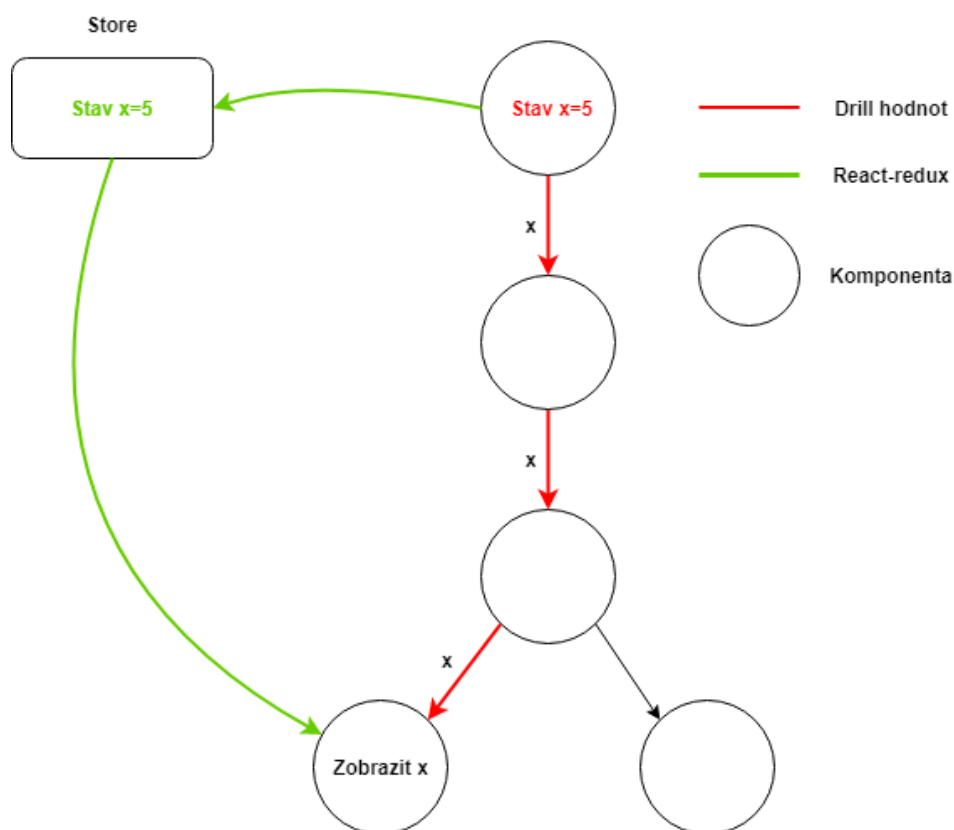 Store
Stav x=5
Stav x=5
Drill hodnot
React-redux
x
Komponenta
x
x
Zobrazit x